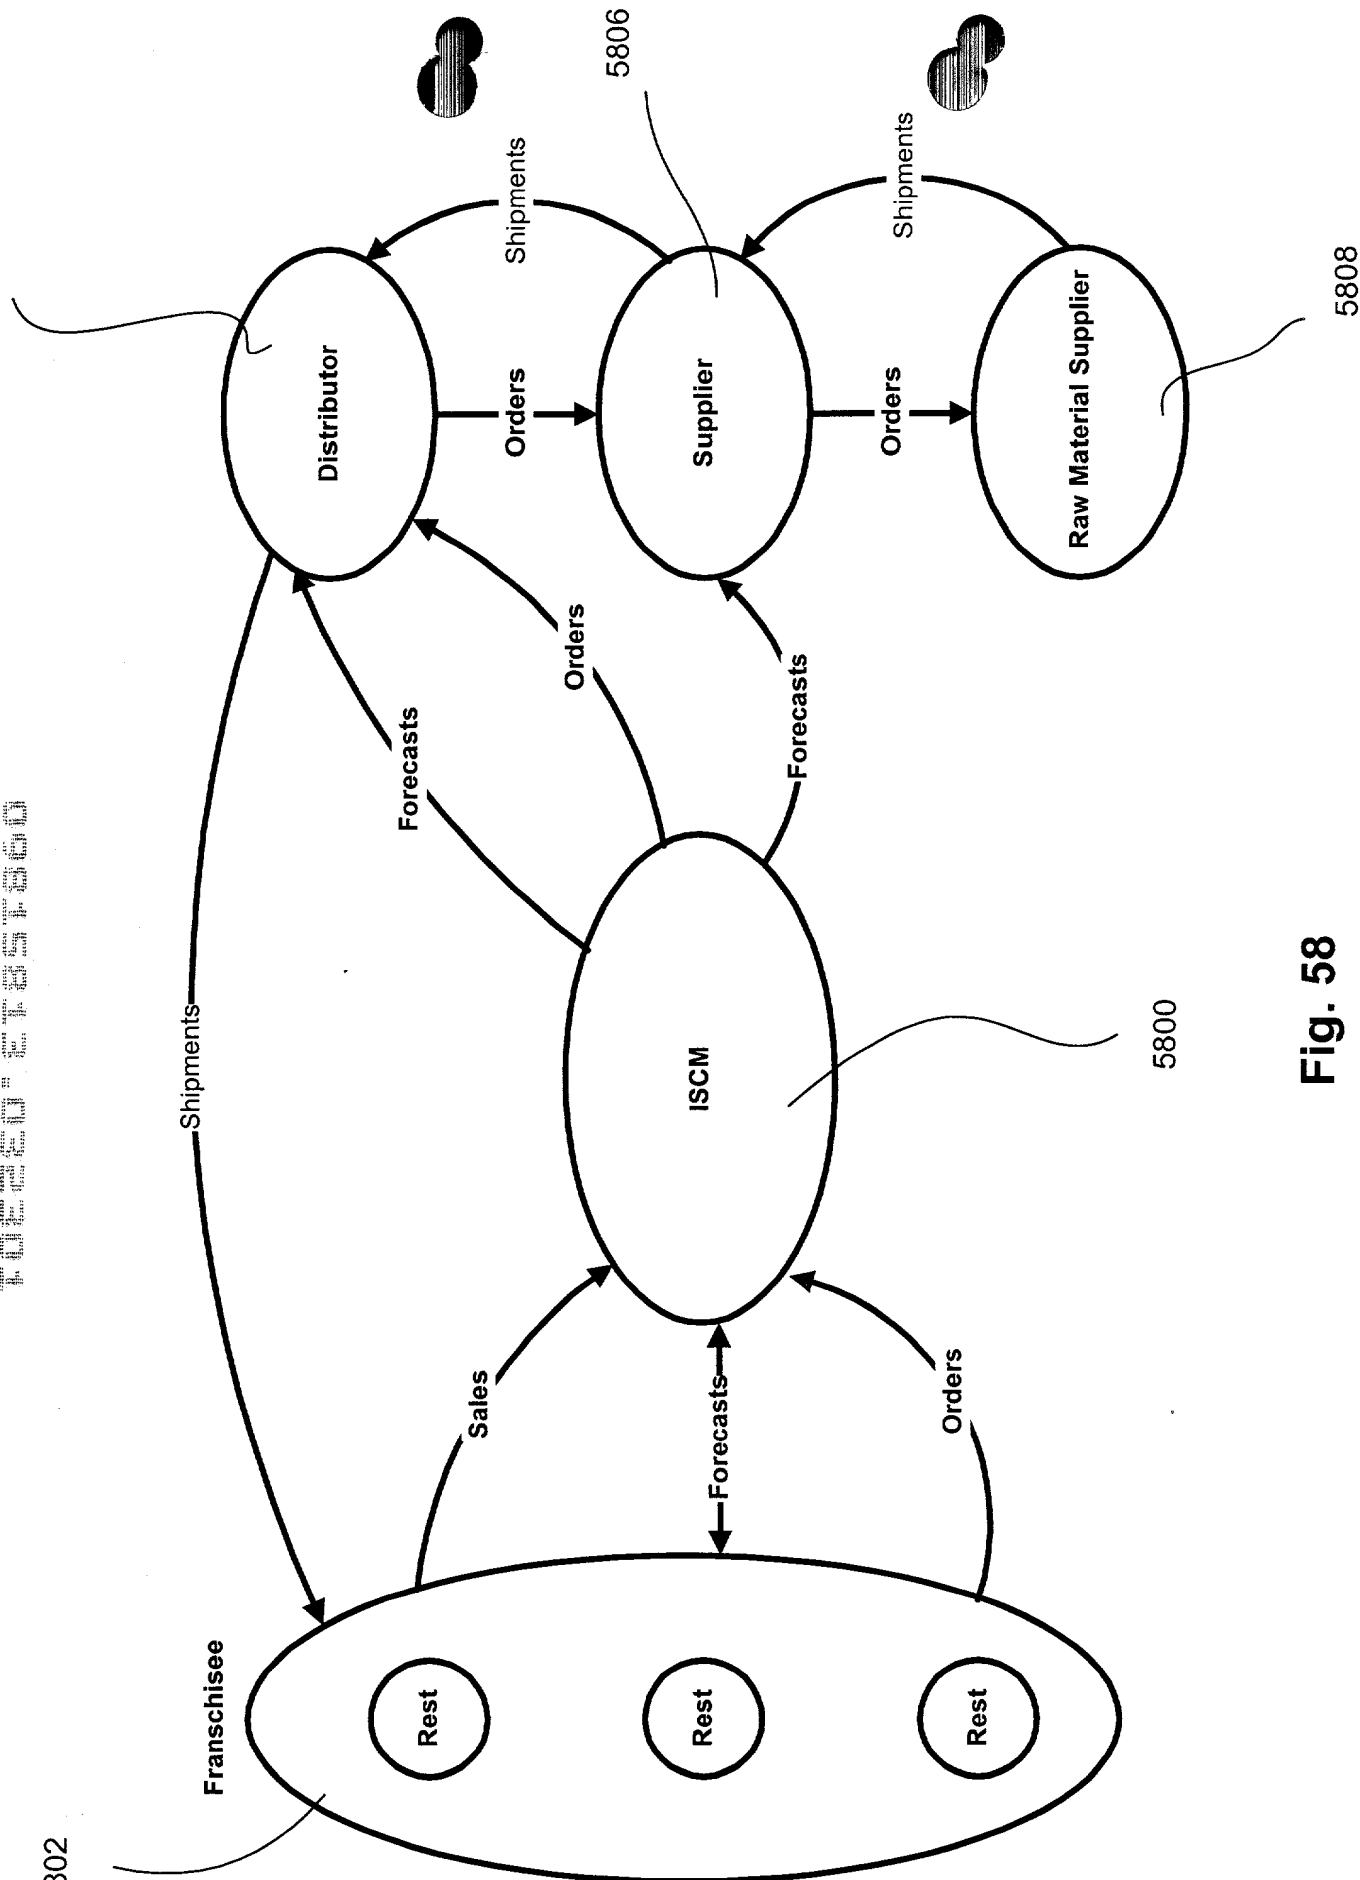 Franschisee
Rest
Rest
Rest
Shipments
Sales
Forecasts
Orders
ISCM
5800
Forecasts
Orders
Forecasts
Distributor
Orders
Shipments
Supplier
5806
Orders
Shipments
Raw Material Supplier
5808
Fig. 58